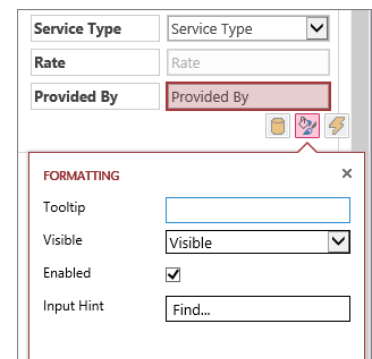 Service Type Service Type
Rate Rate
Provided By Provided By
FORMATTING
Tooltip
Visible Visible
Enabled
Input Hint Find...